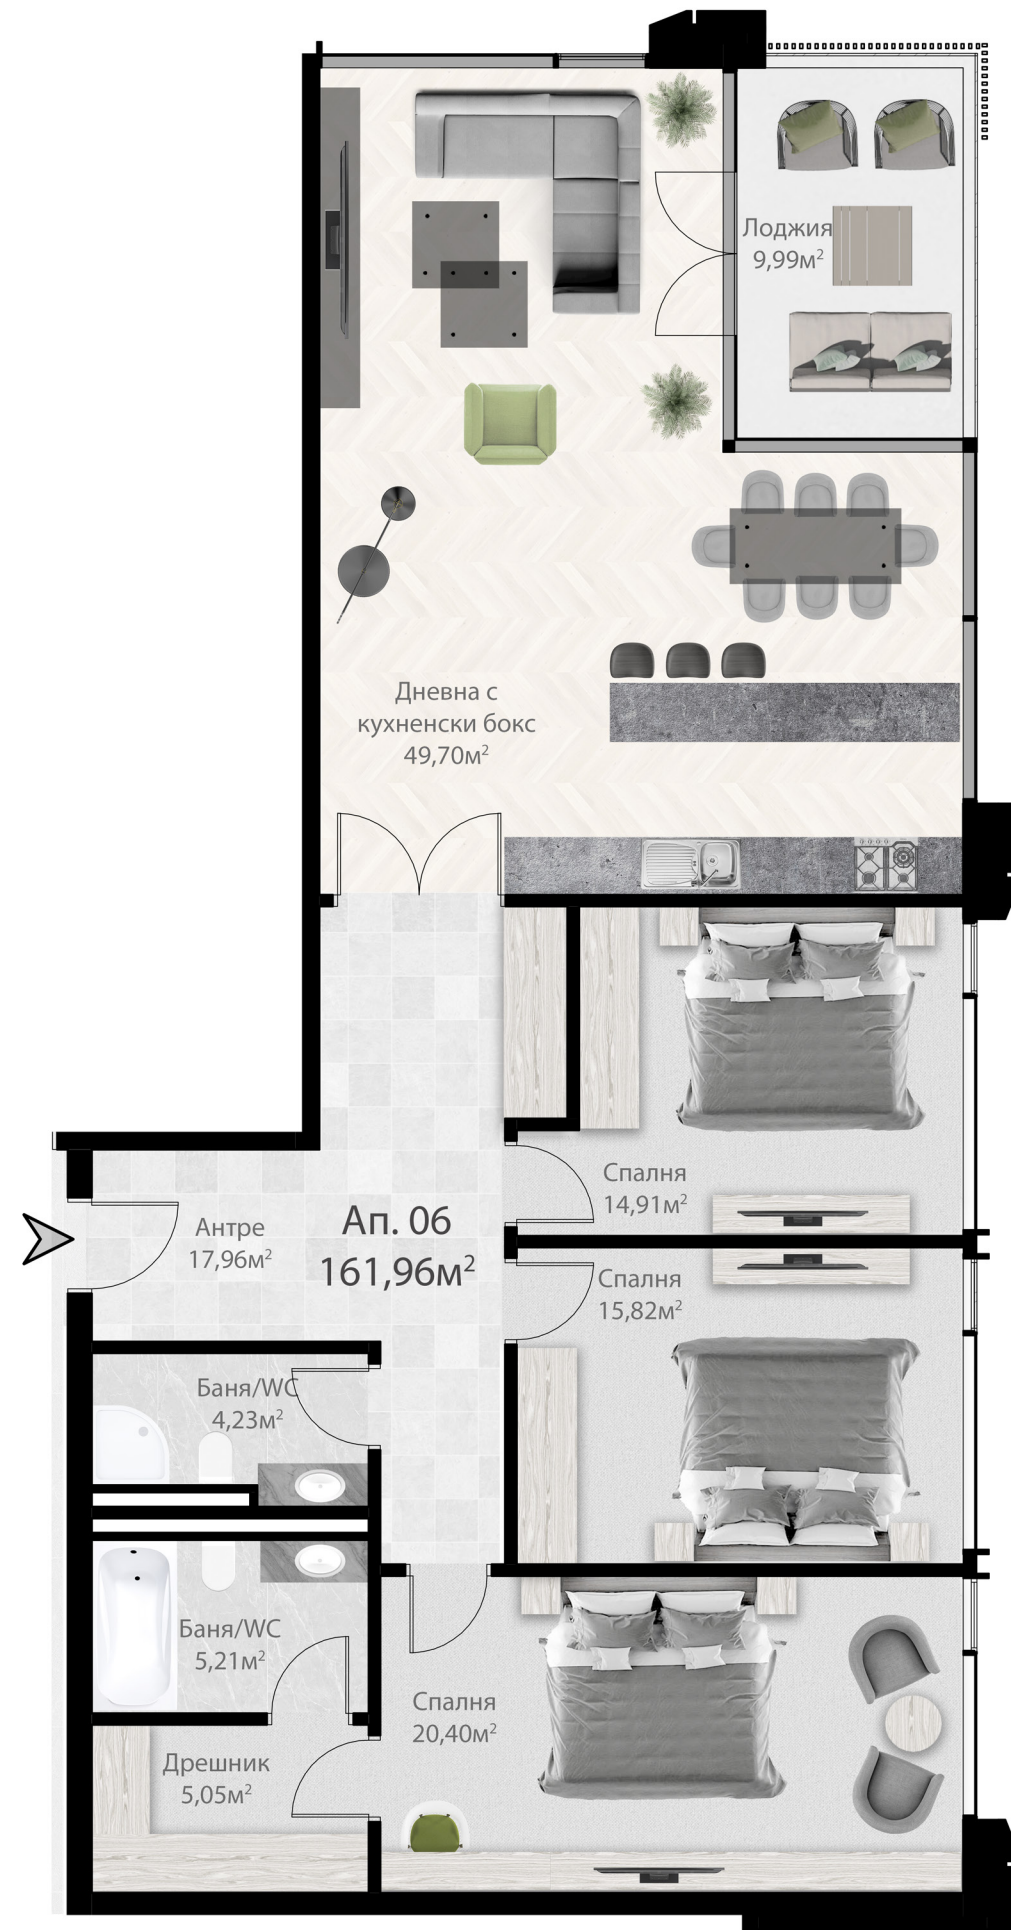 Лоджия
9,99м²
Дневна с
кухненски бокс
49,70м²
Спалня
14,91м²
Ап. 06
161,96м²
Антре
17,96м²
Спалня
15,82м²
Баня/WC
4,23м²
Баня/WC
5,21м²
Спалня
20,40м²
Дрешник
5,05м²